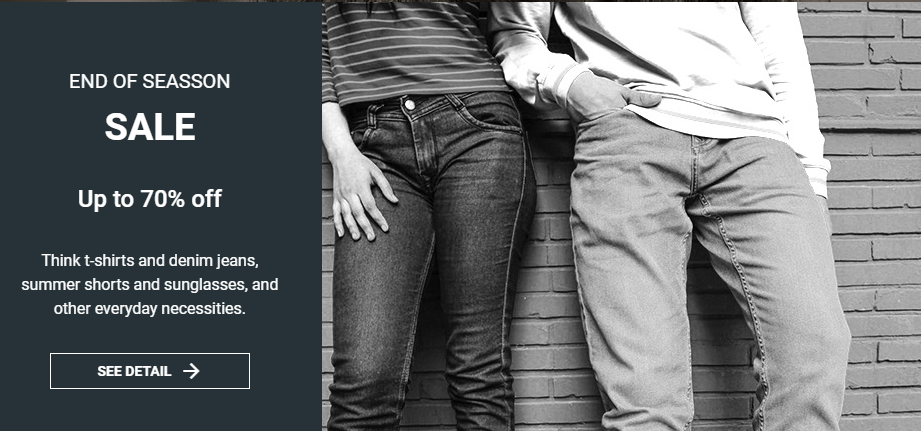 END OF SEASSON
SALE
Up to 70% off
Think t-shirts and denim jeans,
summer shorts and sunglasses, and
other everyday necessities.
SEE DETAIL →